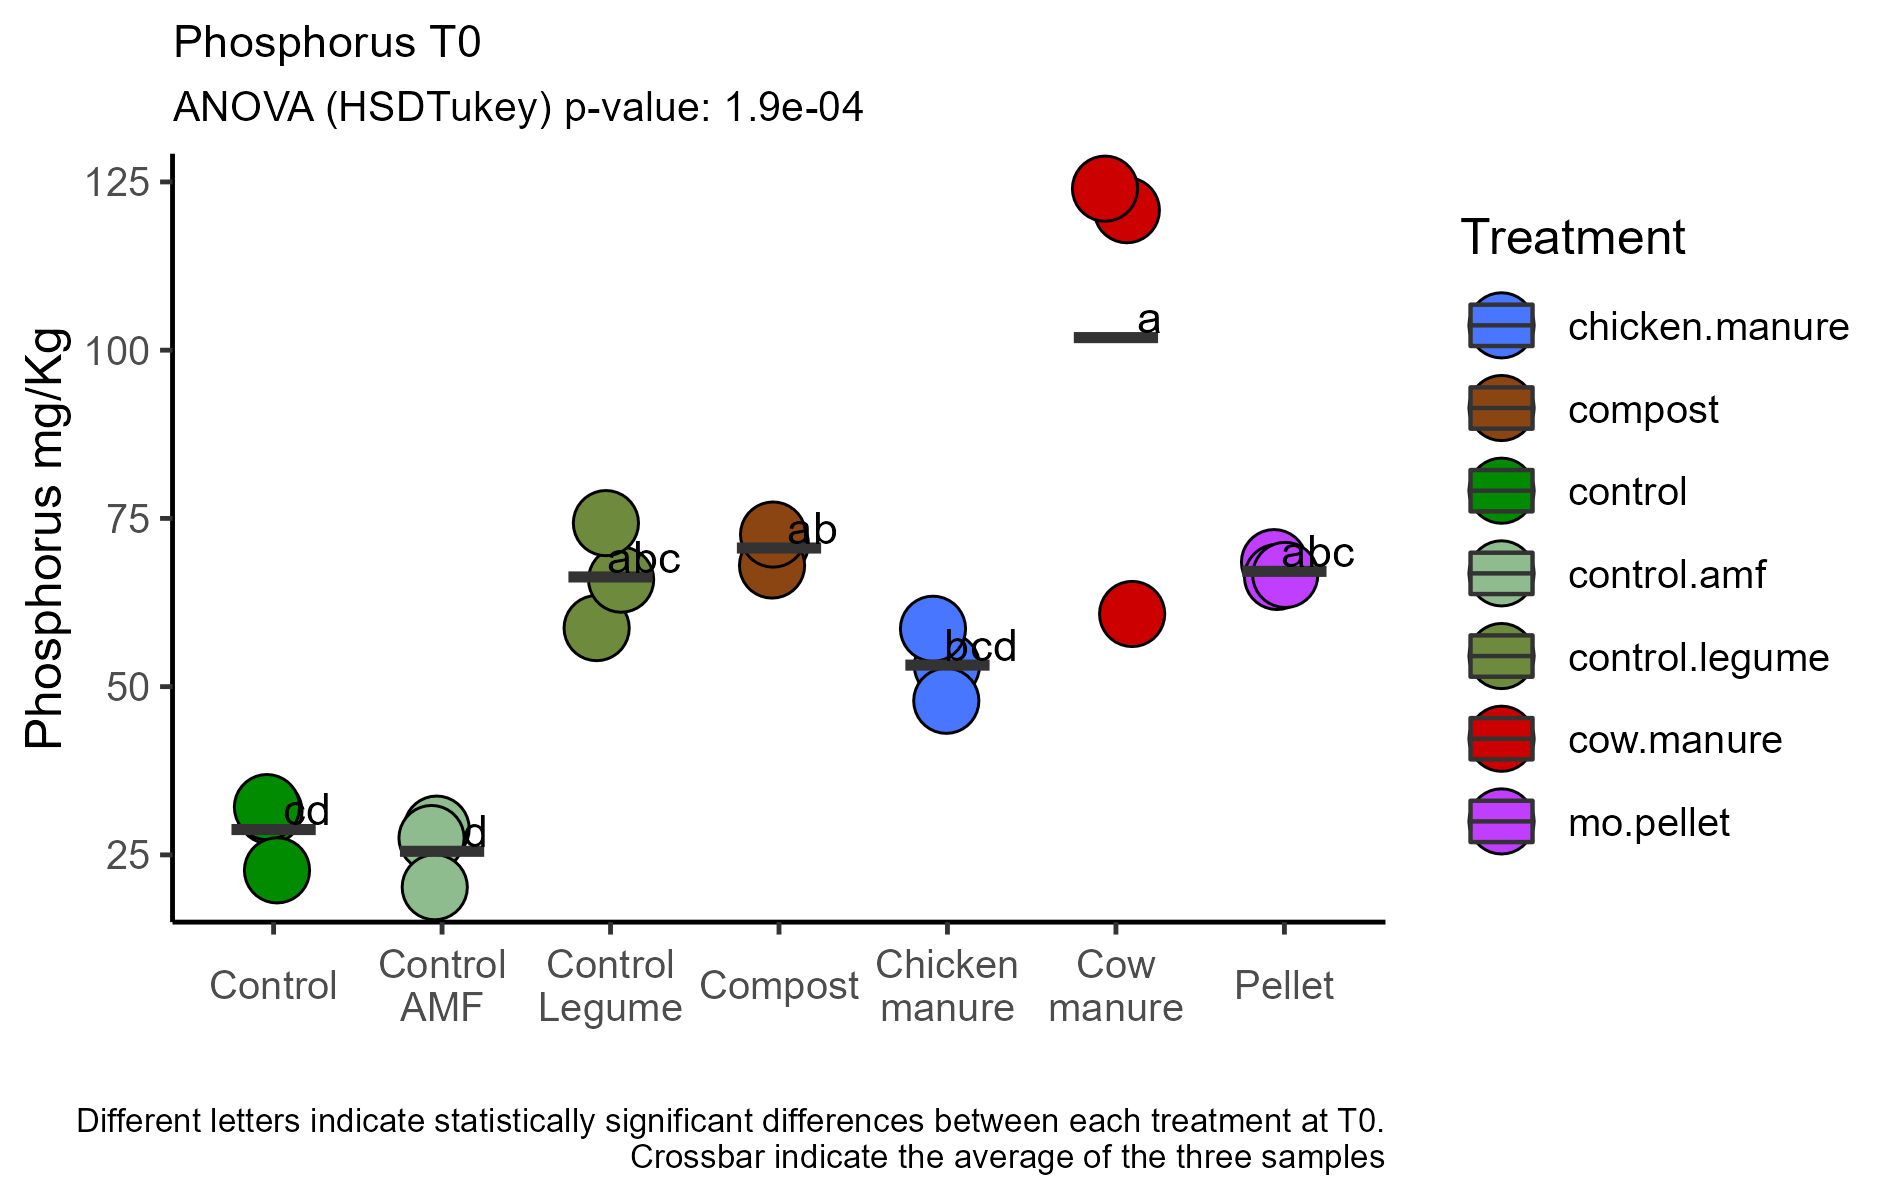 Phosphorus T0
ANOVA (HSDTukey) p-value: 1.9e-04
Phosphorus mg/Kg
125
100
75
50
25
cd
d
abc
ab
bcd
a
abc
Control
Control
AMF
Control
Legume
Compost
Chicken
manure
Cow
manure
Pellet
Treatment
chicken.manure
compost
control
control.amf
control.legume
cow.manure
mo.pellet
Different letters indicate statistically significant differences between each treatment at T0.
Crossbar indicate the average of the three samples